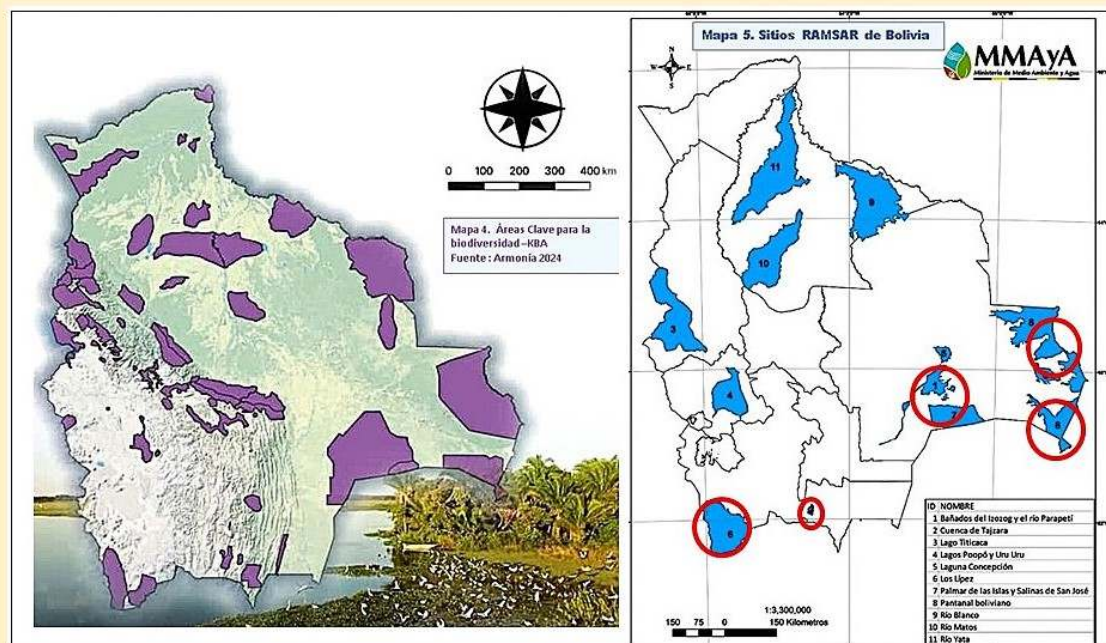 0 100 200 300 400 km
Mapa 4. Áreas Clave para la
biodiversidad –KBA
Fuente: Armonía 2024
Mapa 5. Sitios RAMSAR de Bolivia
MMAyA
Ministerio de Medio Ambiente y Agua
N
W E
S
11
9
10
3
8
5
1
4
7
8
6
ID NOMBRE
1 Bañados del Izozog y el río Parapetí
2 Cuenca de Tajzara
3 Lago Titicaca
4 Lagos Poopó y Uru Uru
5 Laguna Concepción
6 Los Lípez
7 Palmar de las Islas y Salinas de San José
8 Pantanal boliviano
9 Río Blanco
10 Río Matos
11 Río Yata
1:3,300,000
150 75 0 150 Kilometros